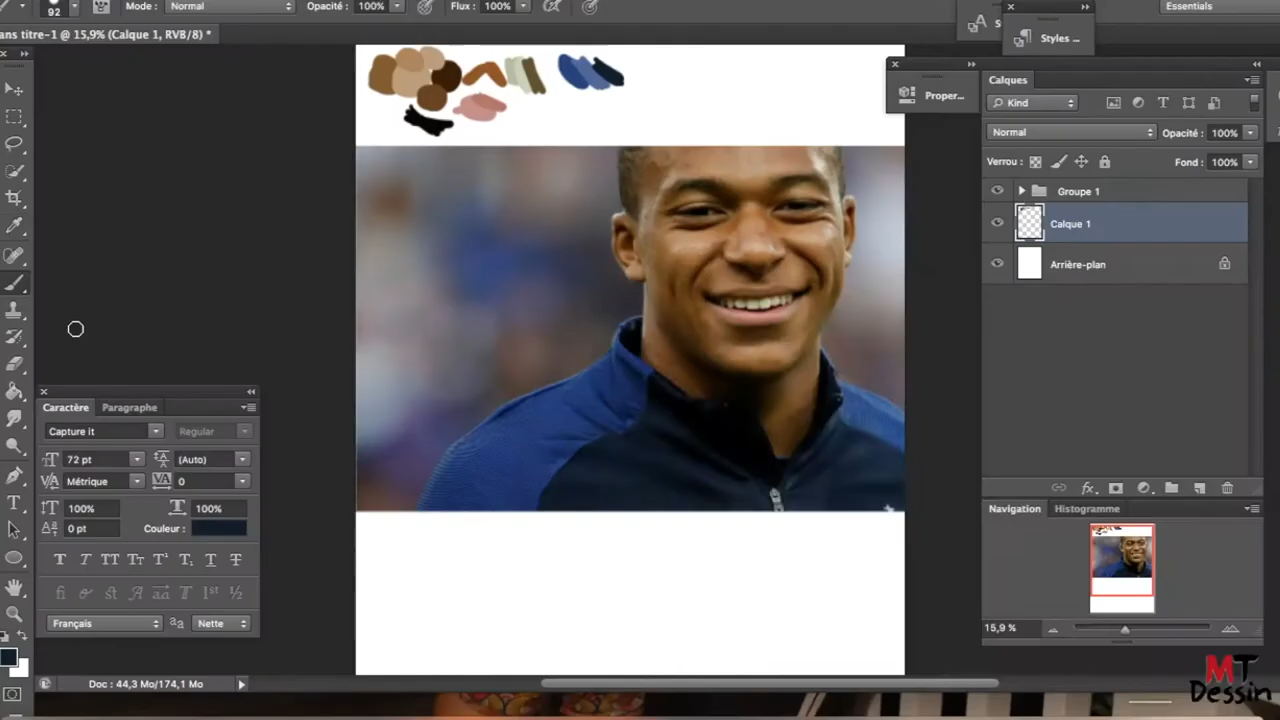 92 Mode : Normal Opacité : 100% Flux : 100% Essentials
ans titre-1 @ 15,9% (Calque 1, RVB/8) *
Styles ...
Proper...
Calques
Kind
Normal Opacité : 100%
Verrou : Fond : 100%
Groupe 1
Calque 1
Arrière-plan
Caractère Paragraphe
Capture it Regular
72 pt (Auto)
Métrique 0
100% 100%
0 pt Couleur :
Français aa Nette
Navigation Histogramme
15,9 %
Doc : 44,3 Mo/174,1 Mo
MT
Dessin